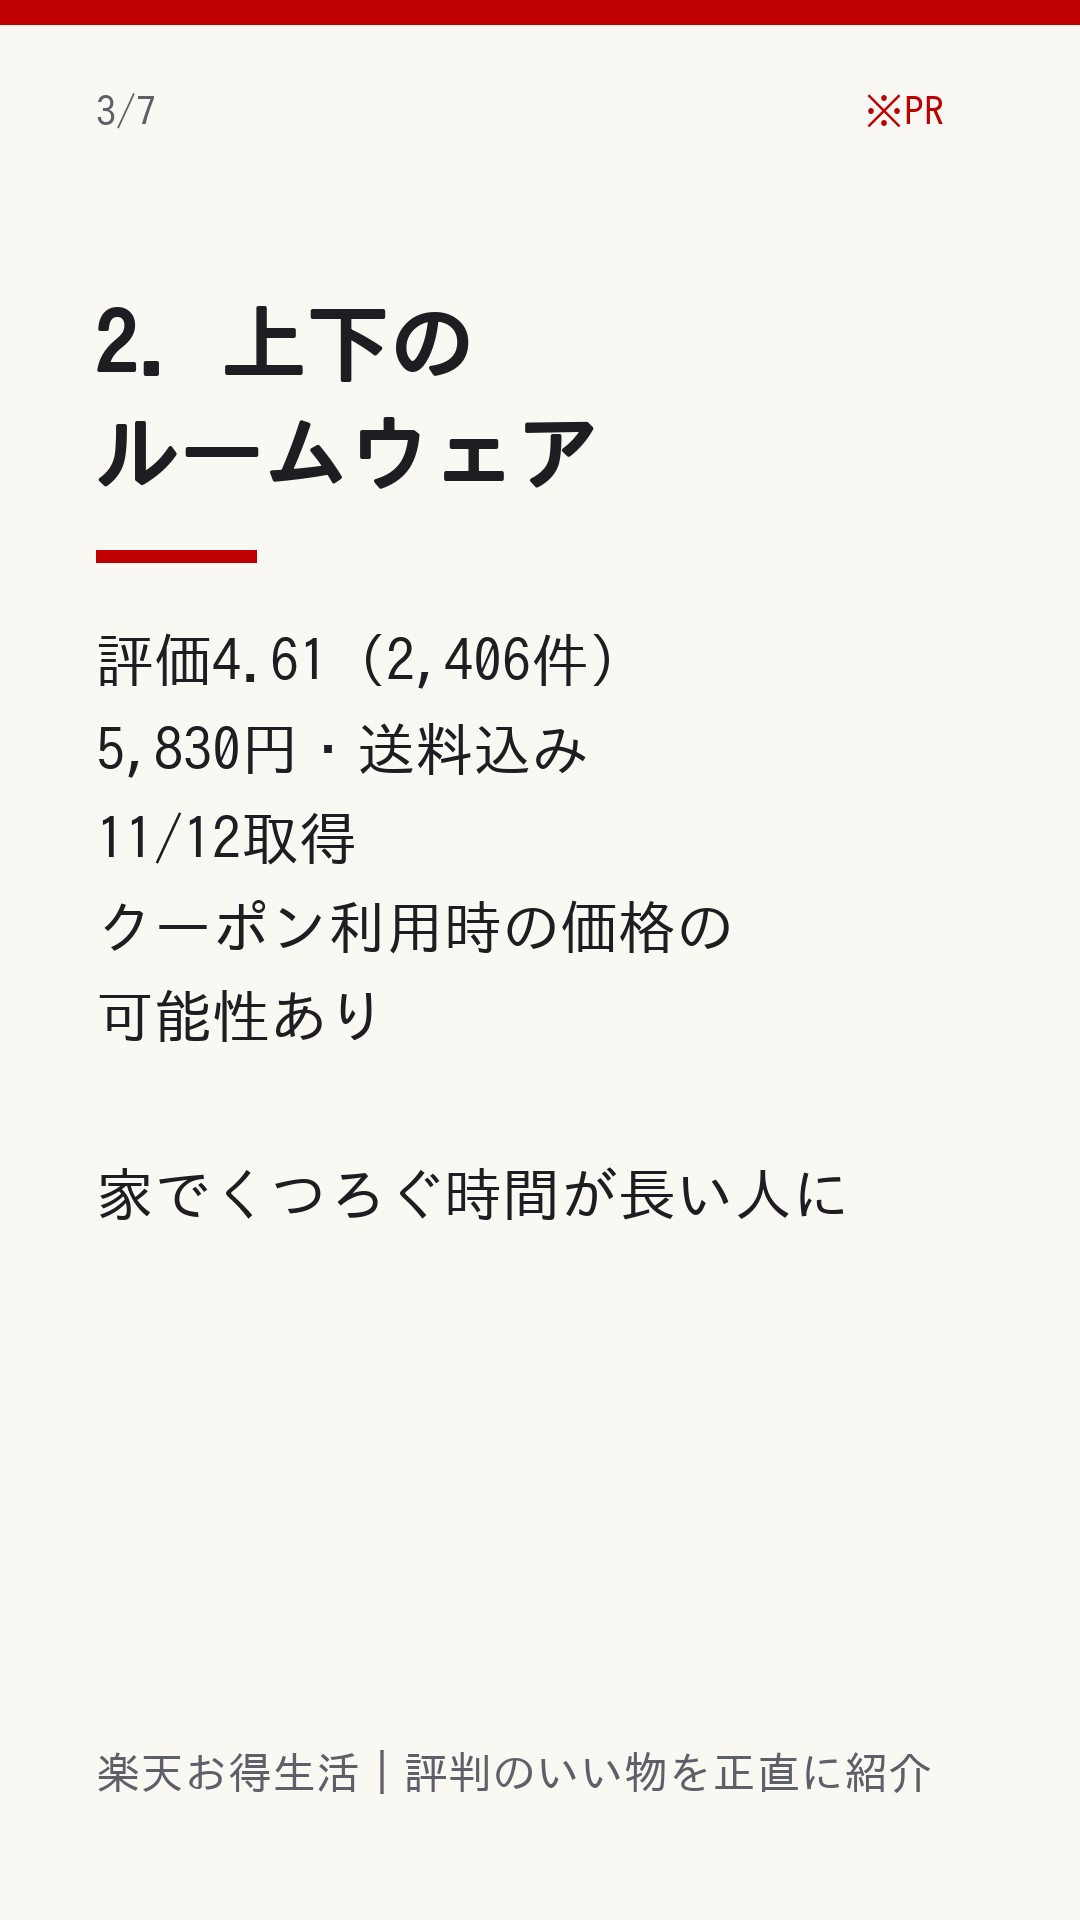 3/7
※PR
2. 上下の
ルームウェア
評価4.61（2,406件）
5,830円・送料込み
11/12取得
クーポン利用時の価格の
可能性あり
家でくつろぐ時間が長い人に
楽天お得生活｜評判のいい物を正直に紹介